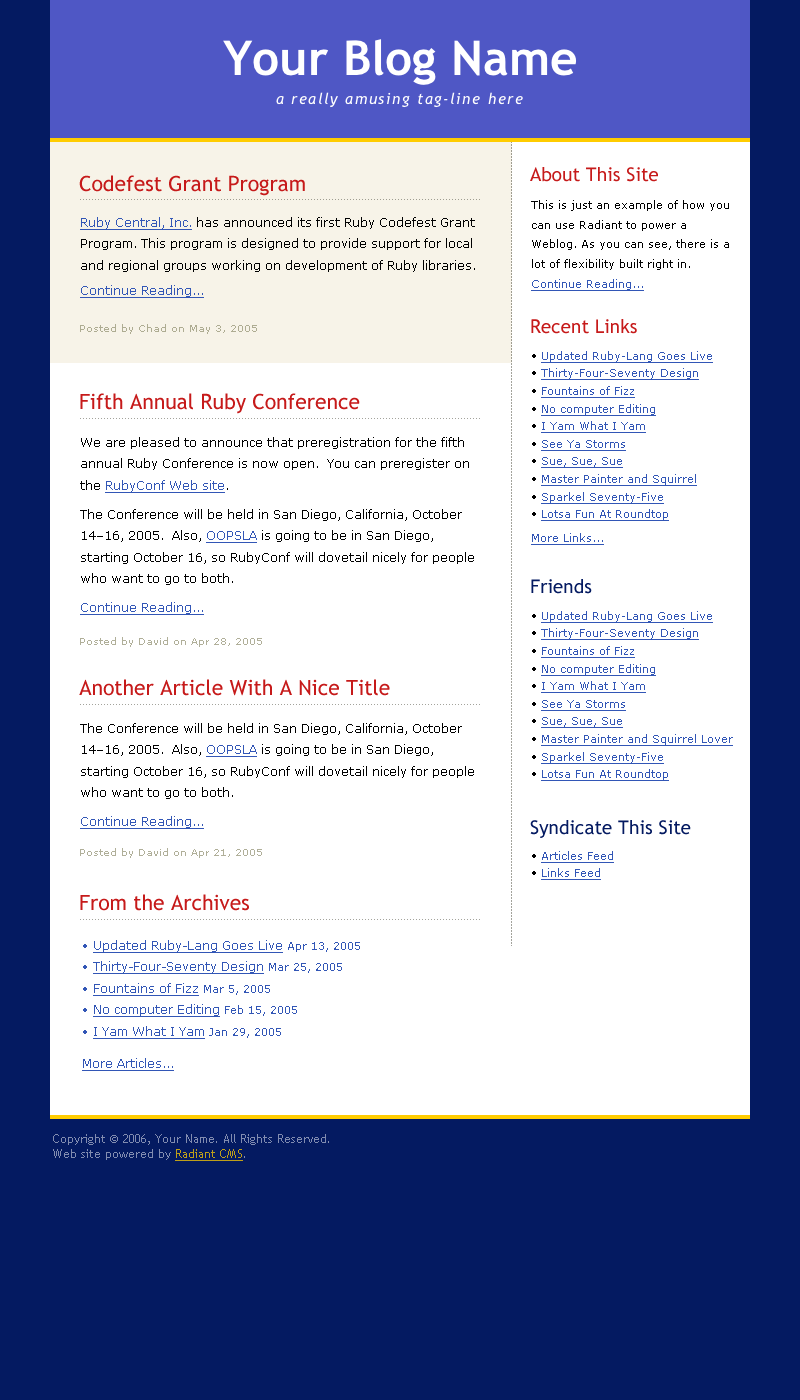 Your Blog Name
a really amusing tag-line here
Codefest Grant Program
Ruby Central, Inc. has announced its first Ruby Codefest Grant
Program. This program is designed to provide support for local
and regional groups working on development of Ruby libraries.
Continue Reading...
Posted by Chad on May 3, 2005
Fifth Annual Ruby Conference
We are pleased to announce that preregistration for the fifth
annual Ruby Conference is now open.  You can preregister on
the RubyConf Web site.
The Conference will be held in San Diego, California, October
14–16, 2005.  Also, OOPSLA is going to be in San Diego,
starting October 16, so RubyConf will dovetail nicely for people
who want to go to both.
Continue Reading...
Posted by David on Apr 28, 2005
Another Article With A Nice Title
The Conference will be held in San Diego, California, October
14–16, 2005.  Also, OOPSLA is going to be in San Diego,
starting October 16, so RubyConf will dovetail nicely for people
who want to go to both.
Continue Reading...
Posted by David on Apr 21, 2005
From the Archives
• Updated Ruby-Lang Goes Live Apr 13, 2005
• Thirty-Four-Seventy Design Mar 25, 2005
• Fountains of Fizz Mar 5, 2005
• No computer Editing Feb 15, 2005
• I Yam What I Yam Jan 29, 2005
More Articles...
About This Site
This is just an example of how you
can use Radiant to power a
Weblog. As you can see, there is a
lot of flexibility built right in.
Continue Reading...
Recent Links
• Updated Ruby-Lang Goes Live
• Thirty-Four-Seventy Design
• Fountains of Fizz
• No computer Editing
• I Yam What I Yam
• See Ya Storms
• Sue, Sue, Sue
• Master Painter and Squirrel
• Sparkel Seventy-Five
• Lotsa Fun At Roundtop
More Links...
Friends
• Updated Ruby-Lang Goes Live
• Thirty-Four-Seventy Design
• Fountains of Fizz
• No computer Editing
• I Yam What I Yam
• See Ya Storms
• Sue, Sue, Sue
• Master Painter and Squirrel Lover
• Sparkel Seventy-Five
• Lotsa Fun At Roundtop
Syndicate This Site
• Articles Feed
• Links Feed
Copyright © 2006, Your Name. All Rights Reserved.
Web site powered by Radiant CMS.